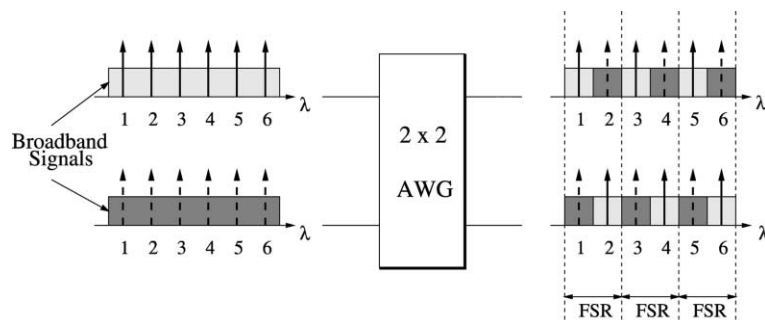 λ
1 2 3 4 5 6
Broadband
Signals
λ
1 2 3 4 5 6
2 x 2
AWG
λ
1 2 3 4 5 6
λ
1 2 3 4 5 6
FSR FSR FSR